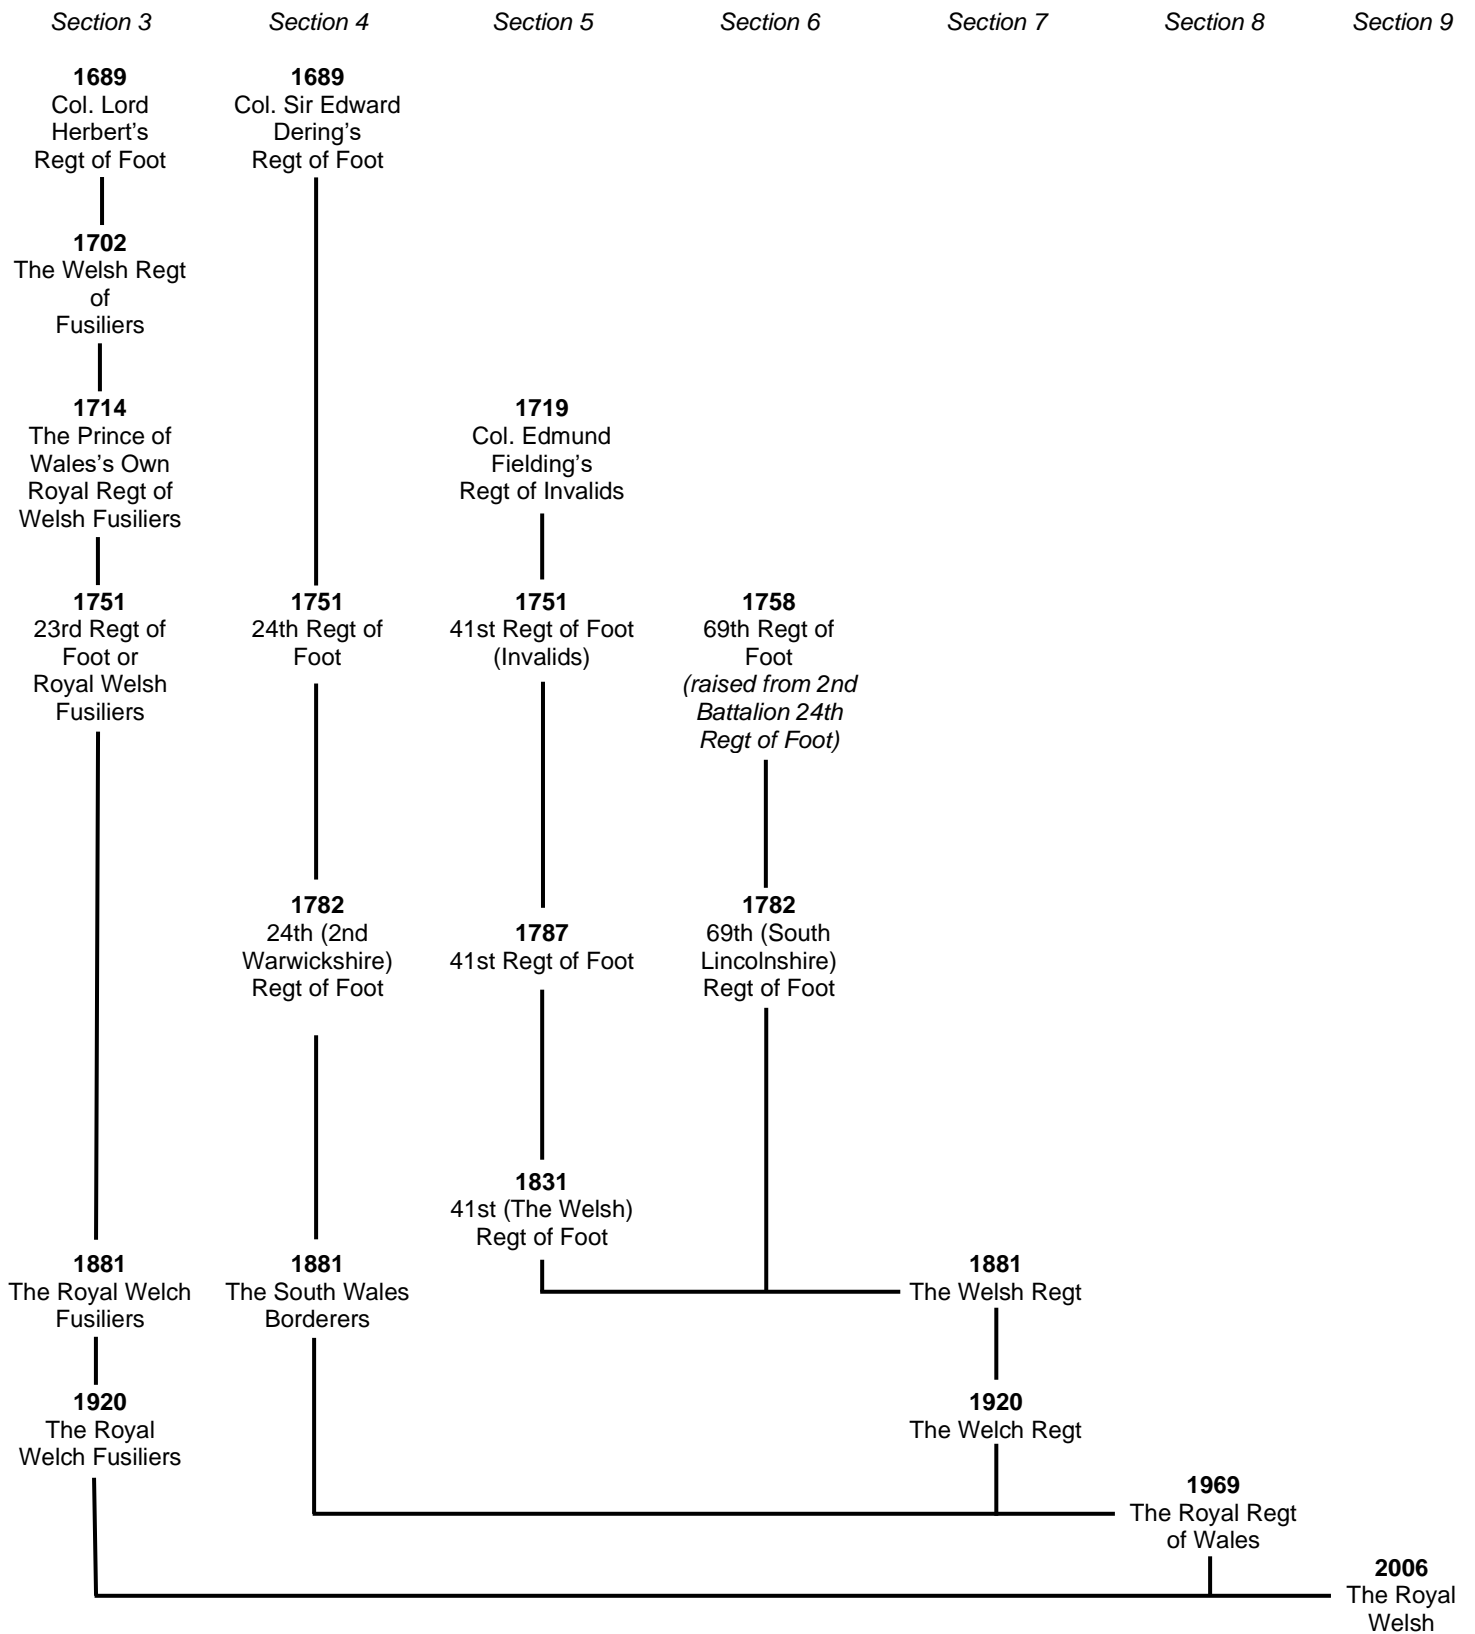 Section 3
Section 4
Section 5
Section 6
Section 7
Section 8
Section 9
1689
Col. Lord
Herbert’s
Regt of Foot
1702
The Welsh Regt
of
Fusiliers
1714
The Prince of
Wales’s Own
Royal Regt of
Welsh Fusiliers
1751
23rd Regt of
Foot or
Royal Welsh
Fusiliers
1881
The Royal Welch
Fusiliers
1920
The Royal
Welch Fusiliers
1689
Col. Sir Edward
Dering’s
Regt of Foot
1751
24th Regt of
Foot
1782
24th (2nd
Warwickshire)
Regt of Foot
1881
The South Wales
Borderers
1719
Col. Edmund
Fielding’s
Regt of Invalids
1751
41st Regt of Foot
(Invalids)
1787
41st Regt of Foot
1831
41st (The Welsh)
Regt of Foot
1758
69th Regt of
Foot
(raised from 2nd
Battalion 24th
Regt of Foot)
1782
69th (South
Lincolnshire)
Regt of Foot
1881
The Welsh Regt
1920
The Welch Regt
1969
The Royal Regt
of Wales
2006
The Royal
Welsh